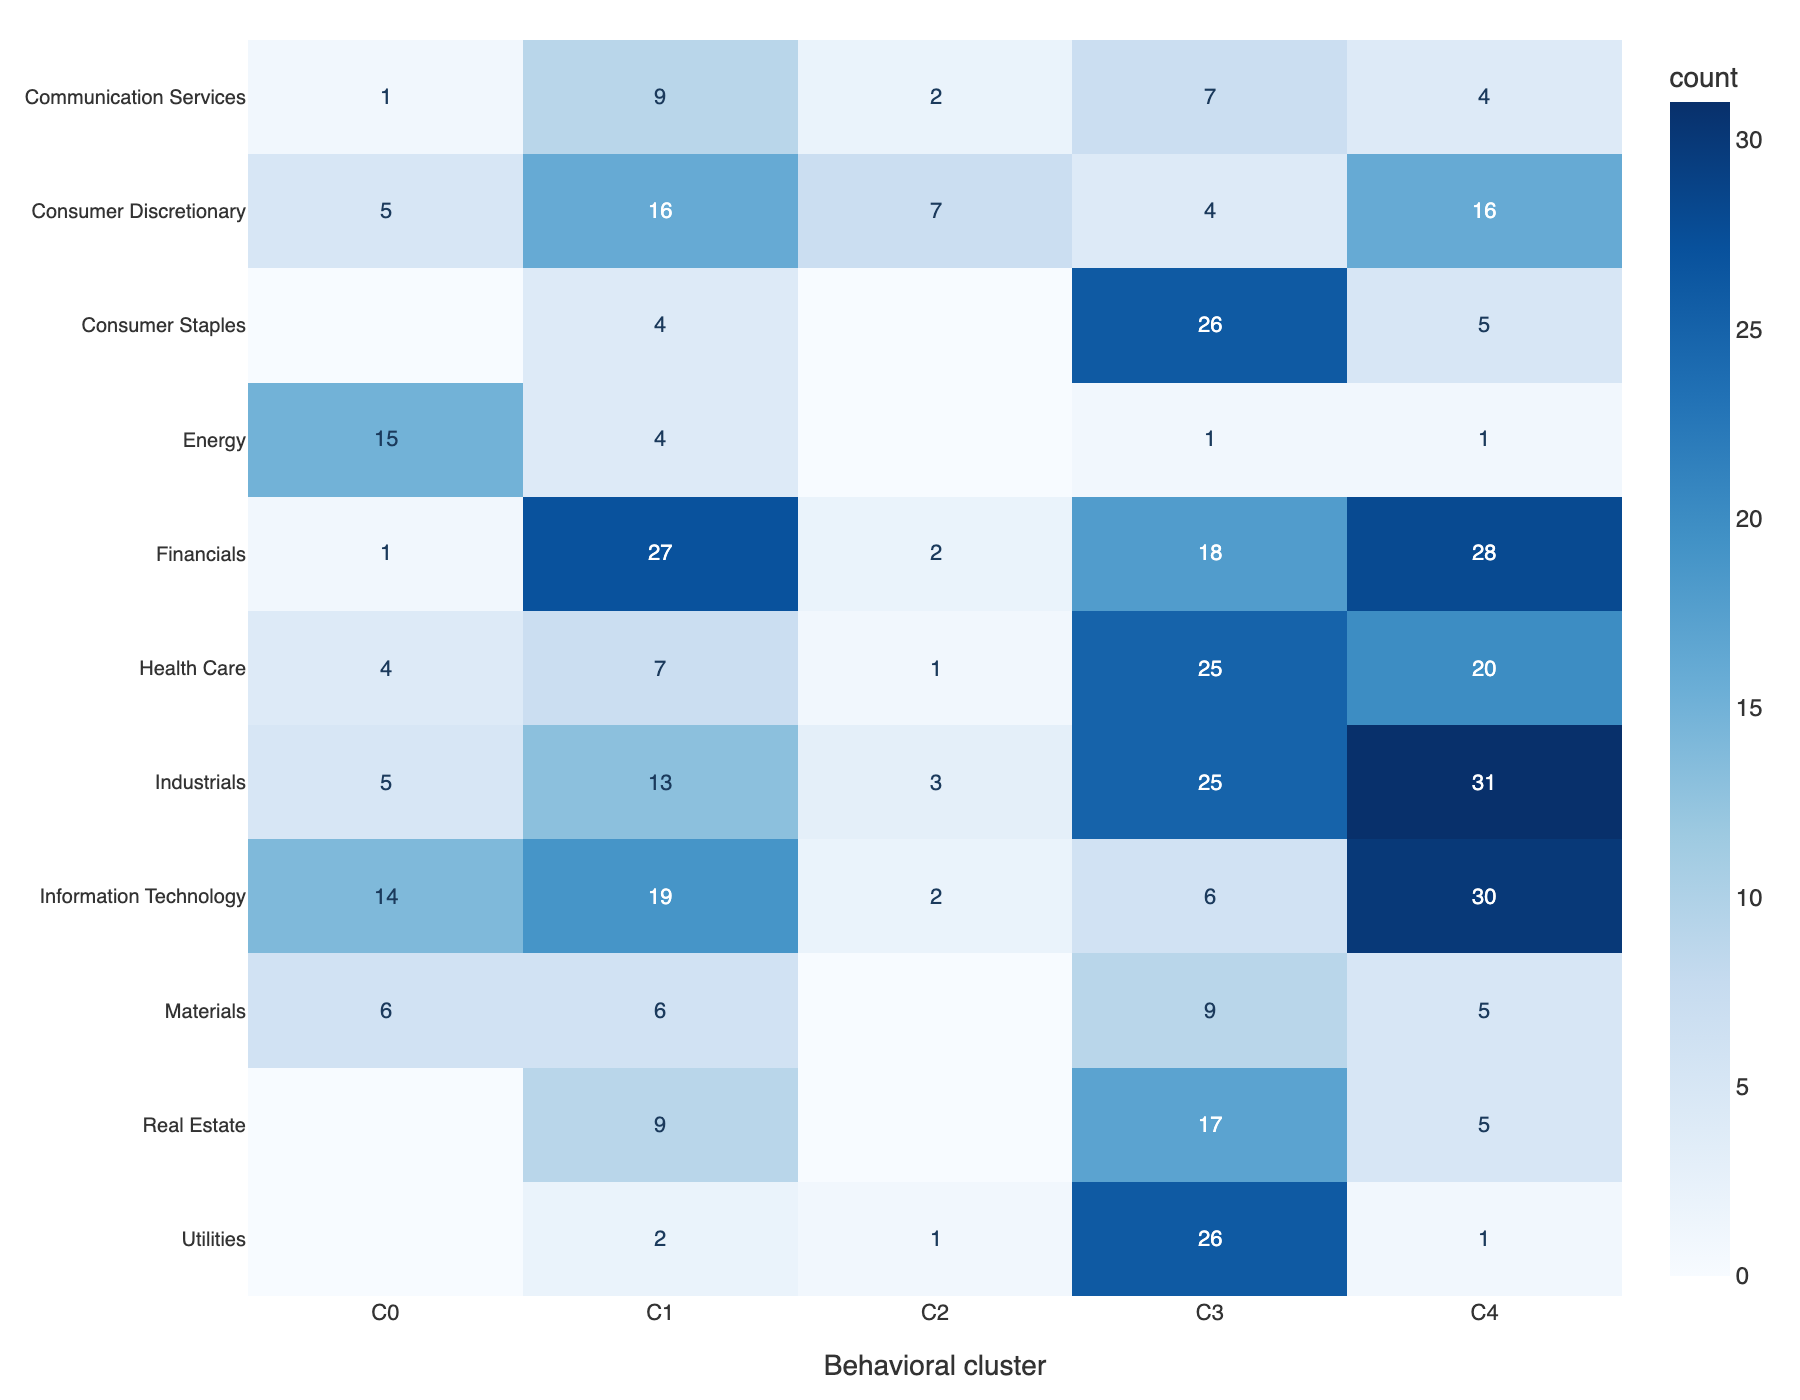 count
Communication Services 1 9 2 7 4
Consumer Discretionary 5 16 7 4 16
Consumer Staples 4 26 5
Energy 15 4 1 1
Financials 1 27 2 18 28
Health Care 4 7 1 25 20
Industrials 5 13 3 25 31
Information Technology 14 19 2 6 30
Materials 6 6 9 5
Real Estate 9 17 5
Utilities 2 1 26 1
C0 C1 C2 C3 C4
Behavioral cluster
30
25
20
15
10
5
0